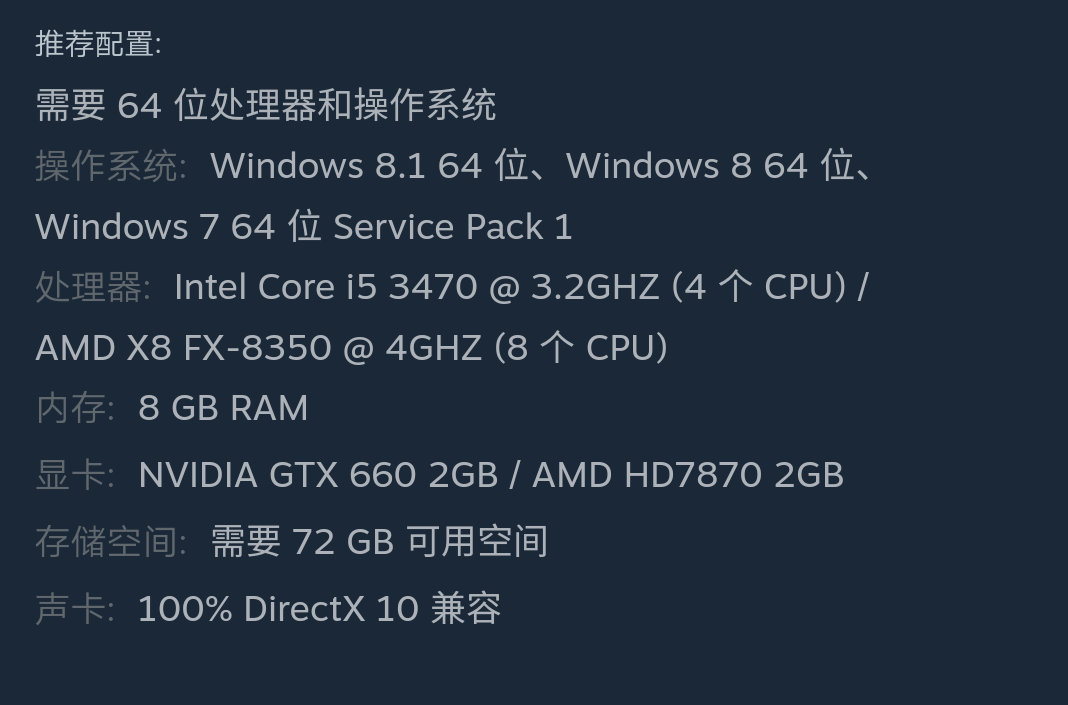 推荐配置:
需要 64 位处理器和操作系统
操作系统: Windows 8.1 64 位、Windows 8 64 位、
Windows 7 64 位 Service Pack 1
处理器: Intel Core i5 3470 @ 3.2GHZ (4 个 CPU) /
AMD X8 FX-8350 @ 4GHZ (8 个 CPU)
内存: 8 GB RAM
显卡: NVIDIA GTX 660 2GB / AMD HD7870 2GB
存储空间: 需要 72 GB 可用空间
声卡: 100% DirectX 10 兼容